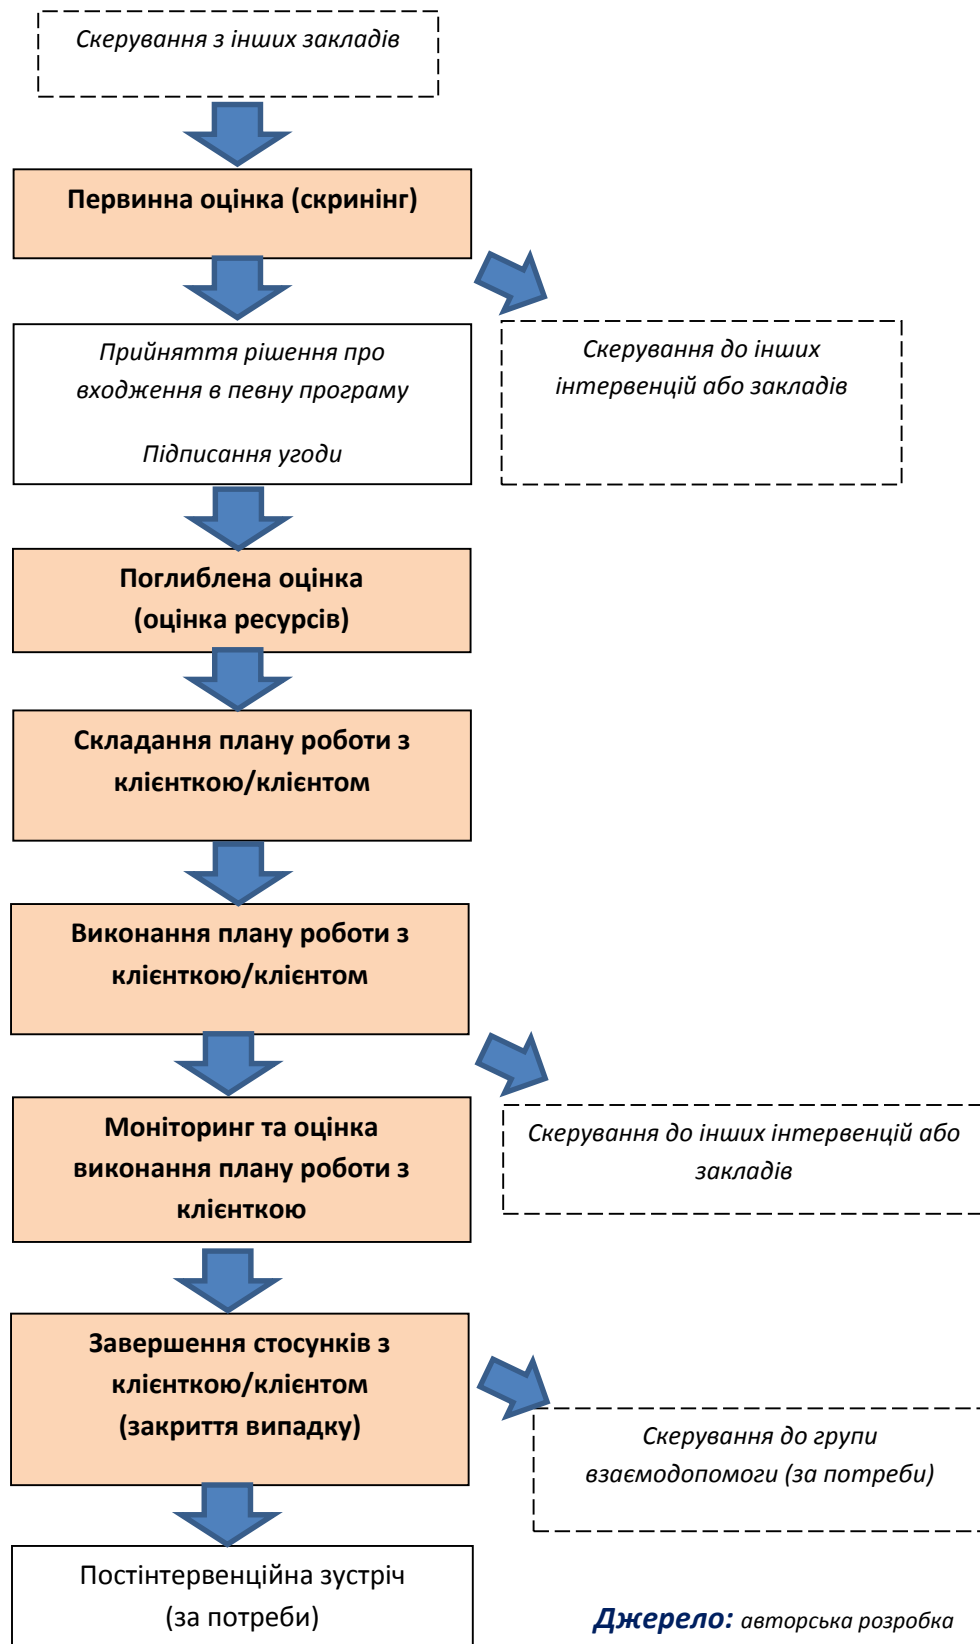 Скерування з інших закладів
Первинна оцінка (скринінг)
Прийняття рішення про
входження в певну програму
Підписання угоди
Скерування до інших
інтервенцій або закладів
Поглиблена оцінка
(оцінка ресурсів)
Складання плану роботи з
клієнткою/клієнтом
Виконання плану роботи з
клієнткою/клієнтом
Моніторинг та оцінка
виконання плану роботи з
клієнткою
Скерування до інших інтервенцій або
закладів
Завершення стосунків з
клієнткою/клієнтом
(закриття випадку)
Скерування до групи
взаємодопомоги (за потреби)
Постінтервенційна зустріч
(за потреби)
Джерело: авторська розробка